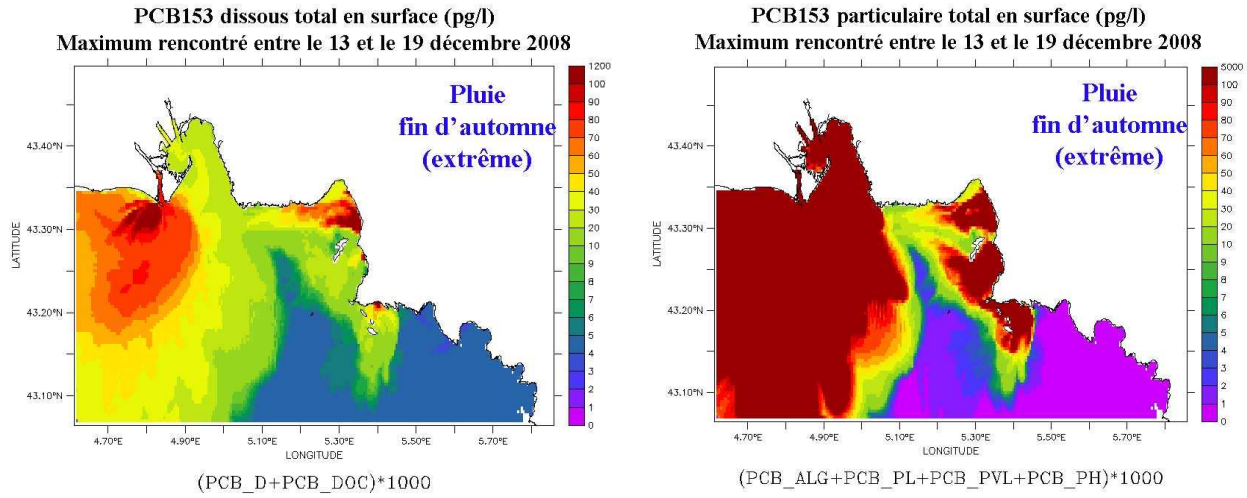 PCB153 dissous total en surface (pg/l)
Maximum rencontré entre le 13 et le 19 décembre 2008
Pluie
fin d'automne
(extrême)
1200
100
90
80
70
60
50
40
30
20
10
9
8
7
6
5
4
3
2
1
0
43.40°N
43.30°N
43.20°N
43.10°N
LATITUDE
4.70°E 4.90°E 5.10°E 5.30°E 5.50°E 5.70°E
LONGITUDE
(PCB_D+PCB_DOC)*1000
PCB153 particulaire total en surface (pg/l)
Maximum rencontré entre le 13 et le 19 décembre 2008
Pluie
fin d'automne
(extrême)
5000
100
90
80
70
60
50
40
30
20
10
9
8
7
6
5
4
3
2
1
0
43.40°N
43.30°N
43.20°N
43.10°N
LATITUDE
4.70°E 4.90°E 5.10°E 5.30°E 5.50°E 5.70°E
LONGITUDE
(PCB_ALG+PCB_PL+PCB_PVL+PCB_PH)*1000